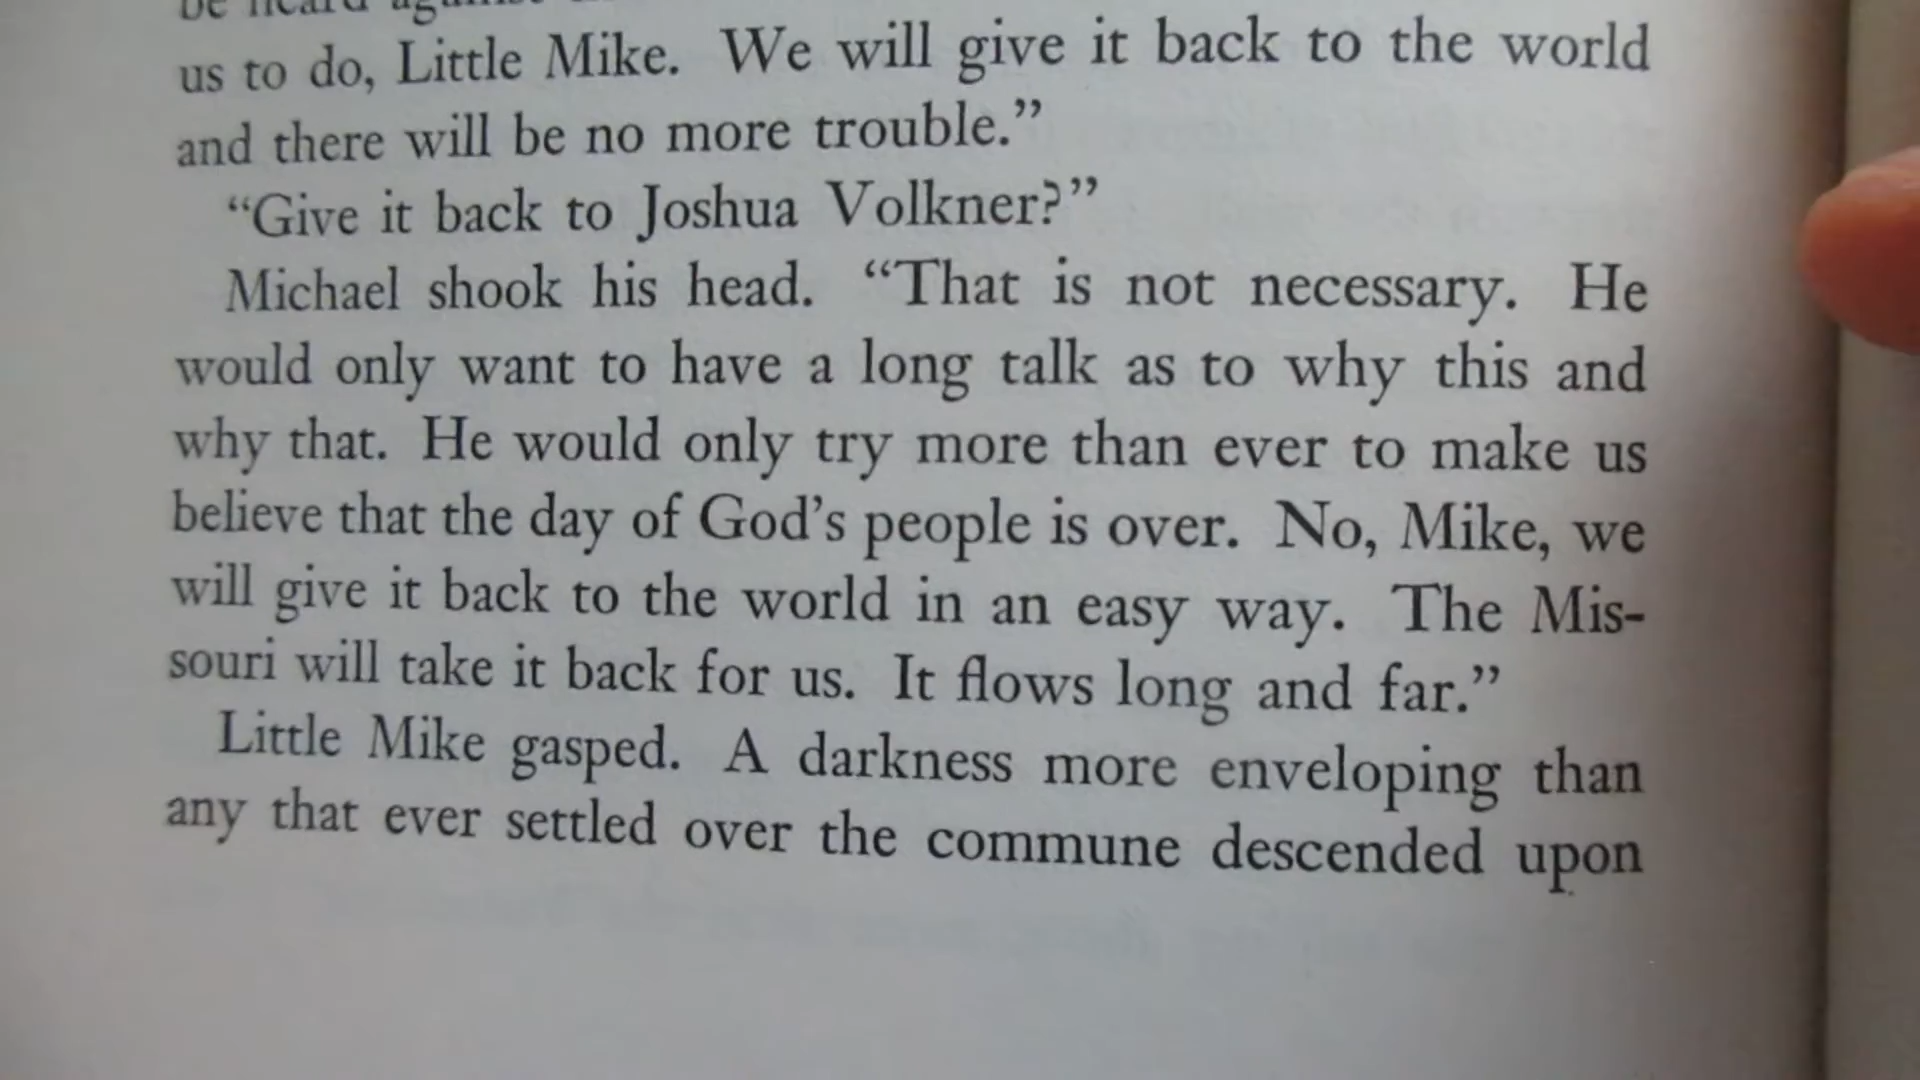 be heard against
us to do, Little Mike. We will give it back to the world
and there will be no more trouble.”
“Give it back to Joshua Volkner?”
Michael shook his head. “That is not necessary. He
would only want to have a long talk as to why this and
why that. He would only try more than ever to make us
believe that the day of God’s people is over. No, Mike, we
will give it back to the world in an easy way. The Mis-
souri will take it back for us. It flows long and far.”
Little Mike gasped. A darkness more enveloping than
any that ever settled over the commune descended upon